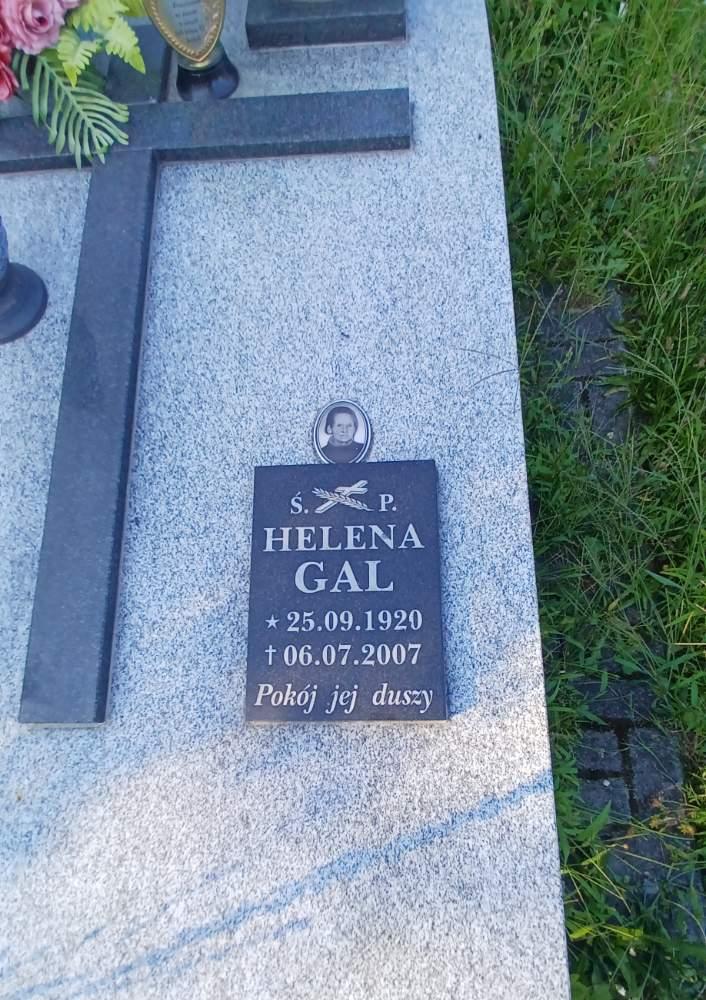 Ś. P.
HELENA
GAL
★ 25.09.1920
† 06.07.2007
Pokój jej duszy